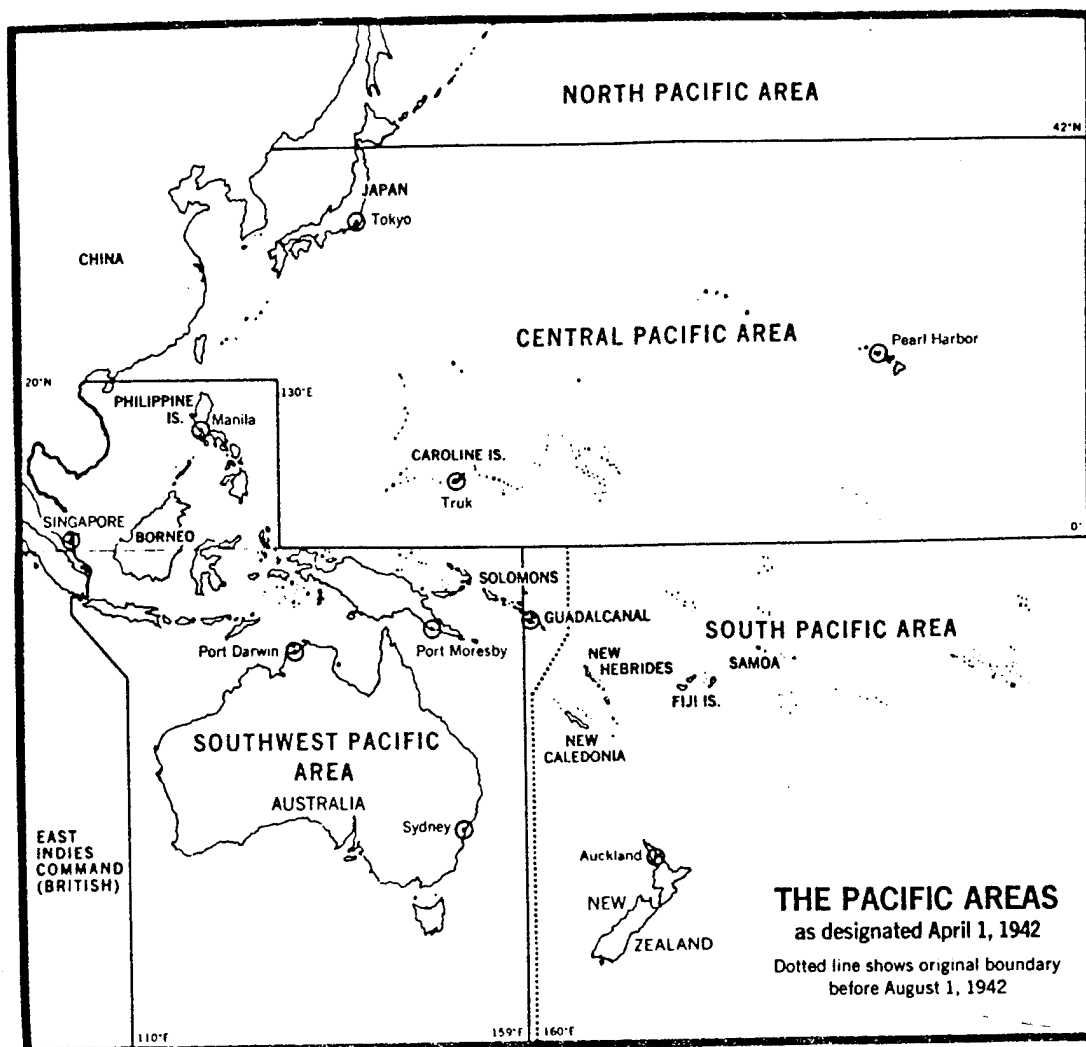 NORTH PACIFIC AREA
42°N
JAPAN
Tokyo
CHINA
CENTRAL PACIFIC AREA
Pearl Harbor
20°N
130°E
PHILIPPINE
IS.
Manila
CAROLINE IS.
Truk
SINGAPORE
BORNEO
0°
SOLOMONS
GUADALCANAL
SOUTH PACIFIC AREA
Port Darwin
Port Moresby
NEW
HEBRIDES
SAMOA
FIJI IS.
NEW
CALEDONIA
SOUTHWEST PACIFIC
AREA
AUSTRALIA
Sydney
EAST
INDIES
COMMAND
(BRITISH)
Auckland
NEW
ZEALAND
THE PACIFIC AREAS
as designated April 1, 1942
Dotted line shows original boundary
before August 1, 1942
110°E
159°E
160°E